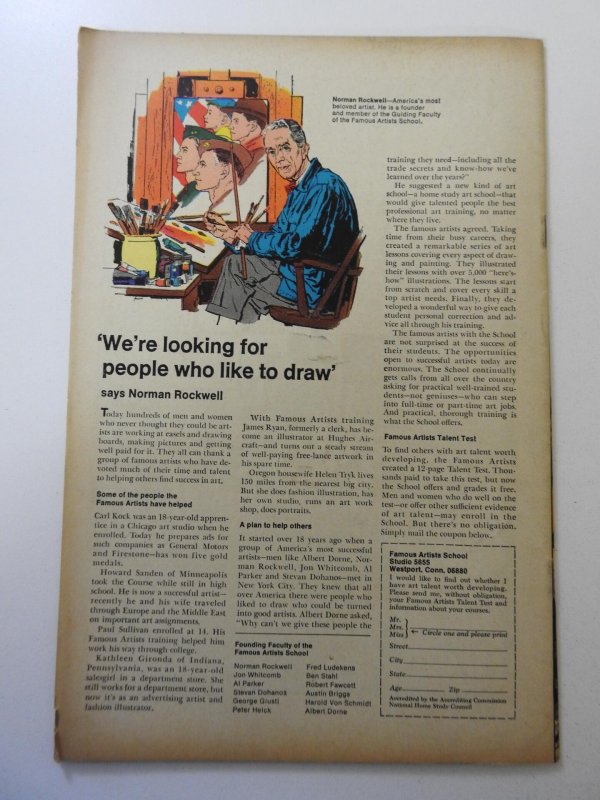 Norman Rockwell—America's most
beloved artist. He is a founder
and member of the Guiding Faculty
of the Famous Artists School.
'We're looking for
people who like to draw'
says Norman Rockwell
Today hundreds of men and women
who never thought they could be art-
ists are working at easels and drawing
boards, making pictures and getting
well paid for it. They all can thank a
group of famous artists who have de-
voted much of their time and talent
to helping others find success in art.
Some of the people the
Famous Artists have helped
Carl Kock was an 18-year-old appren-
tice in a Chicago art studio when he
enrolled. Today he prepares ads for
such companies as General Motors
and Firestone—has won five gold
medals.
Howard Sanden of Minneapolis
took the Course while still in high
school. He is now a successful artist—
recently he and his wife traveled
through Europe and the Middle East
on important art assignments.
Paul Sullivan enrolled at 14. His
Famous Artists training helped him
work his way through college.
Kathleen Gironda of Indiana,
Pennsylvania, was an 18-year-old
salesgirl in a department store. She
still works for a department store, but
now it's as an advertising artist and
fashion illustrator.
With Famous Artists training
James Ryan, formerly a clerk, has be-
come an illustrator at Hughes Air-
craft—and turns out a steady stream
of well-paying free-lance artwork in
his spare time.
Oregon housewife Helen Tryk lives
150 miles from the nearest big city.
But she does fashion illustration, has
her own studio, runs an art work
shop, does portraits.
A plan to help others
It started over 18 years ago when a
group of America's most successful
artists—men like Albert Dorne, Nor-
man Rockwell, Jon Whitcomb, Al
Parker and Stevan Dohanos—met in
New York City. They knew that all
over America there were people who
liked to draw who could be turned
into good artists. Albert Dorne asked,
"Why can't we give these people the
Founding Faculty of the
Famous Artists School
Norman Rockwell
Jon Whitcomb
Al Parker
Stevan Dohanos
George Giusti
Peter Helck
Fred Ludekens
Ben Stahl
Robert Fawcett
Austin Briggs
Harold Von Schmidt
Albert Dorne
training they need—including all the
trade secrets and know-how we've
learned over the years?"
He suggested a new kind of art
school—a home study art school—that
would give talented people the best
professional art training, no matter
where they live.
The famous artists agreed. Taking
time from their busy careers, they
created a remarkable series of art
lessons covering every aspect of draw-
ing and painting. They illustrated
their lessons with over 5,000 "here's-
how" illustrations. The lessons start
from scratch and cover every skill a
top artist needs. Finally, they de-
veloped a wonderful way to give each
student personal correction and ad-
vice all through his training.
The famous artists with the School
are not surprised at the success of
their students. The opportunities
open to successful artists today are
enormous. The School continually
gets calls from all over the country
asking for practical well-trained stu-
dents—not geniuses—who can step
into full-time or part-time art jobs.
And practical, thorough training is
what the School offers.
Famous Artists Talent Test
To find others with art talent worth
developing, the Famous Artists
created a 12-page Talent Test. Thou-
sands paid to take this test, but now
the School offers and grades it free.
Men and women who do well on the
test—or offer other sufficient evidence
of art talent—may enroll in the
School. But there's no obligation.
Simply mail the coupon below.
Famous Artists School
Studio 5655
Westport, Conn. 06880
I would like to find out whether I
have art talent worth developing.
Please send me, without obligation,
your Famous Artists Talent Test and
information about your courses.
Mr.
Mrs.
Miss ← Circle one and please print
Street
City
State
Age Zip
Accredited by the Accrediting Commission
National Home Study Council